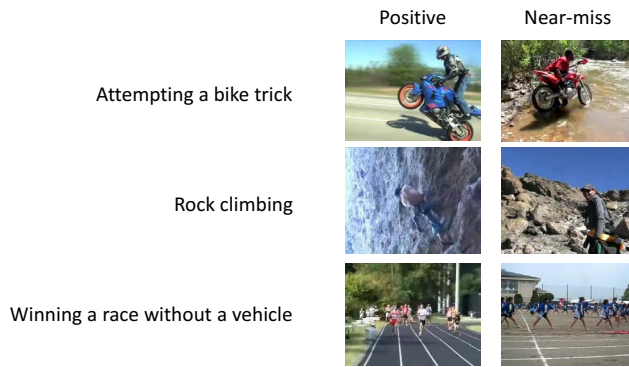 Positive
Near-miss
Attempting a bike trick
Rock climbing
Winning a race without a vehicle